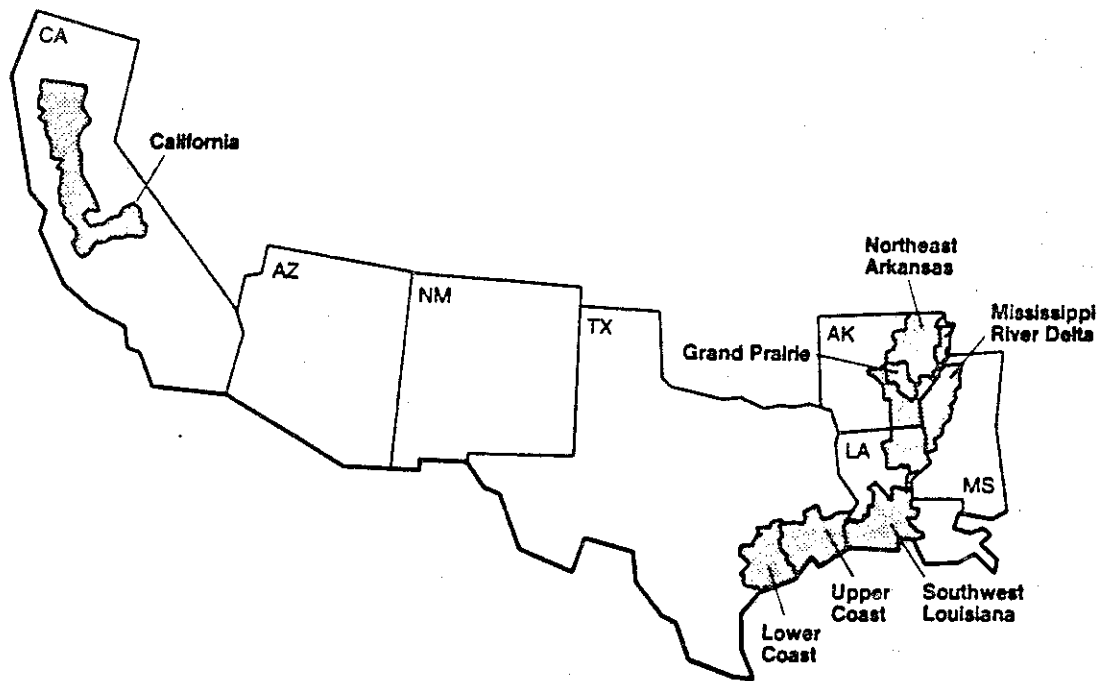 CA
California
AZ
NM
TX
Northeast
Arkansas
AK
Mississippi
River Delta
Grand Prairie
LA
MS
Upper
Coast
Southwest
Louisiana
Lower
Coast